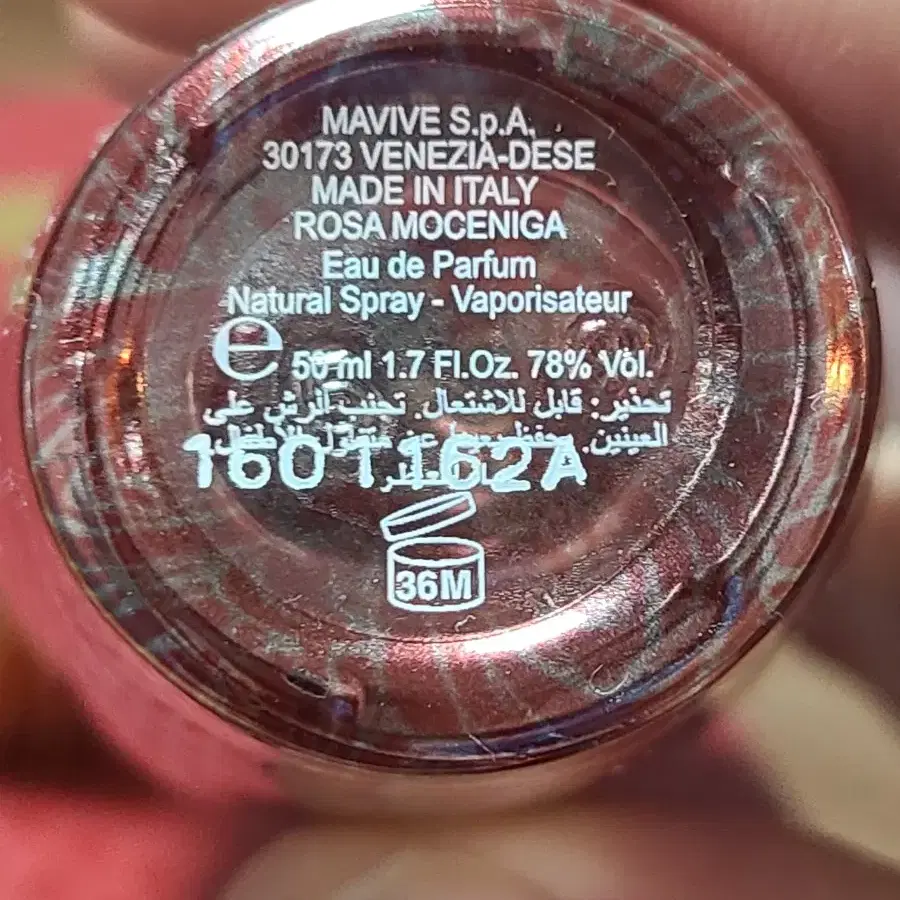 MAVIVE S.p.A.
30173 VENEZIA-DESE
MADE IN ITALY
ROSA MOCENIGA
Eau de Parfum
Natural Spray - Vaporisateur
℮ 50 ml 1.7 Fl.Oz. 78% Vol.
تحذير: قابل للاشتعال. تجنب الرش على
العينين.
1601162A
36M